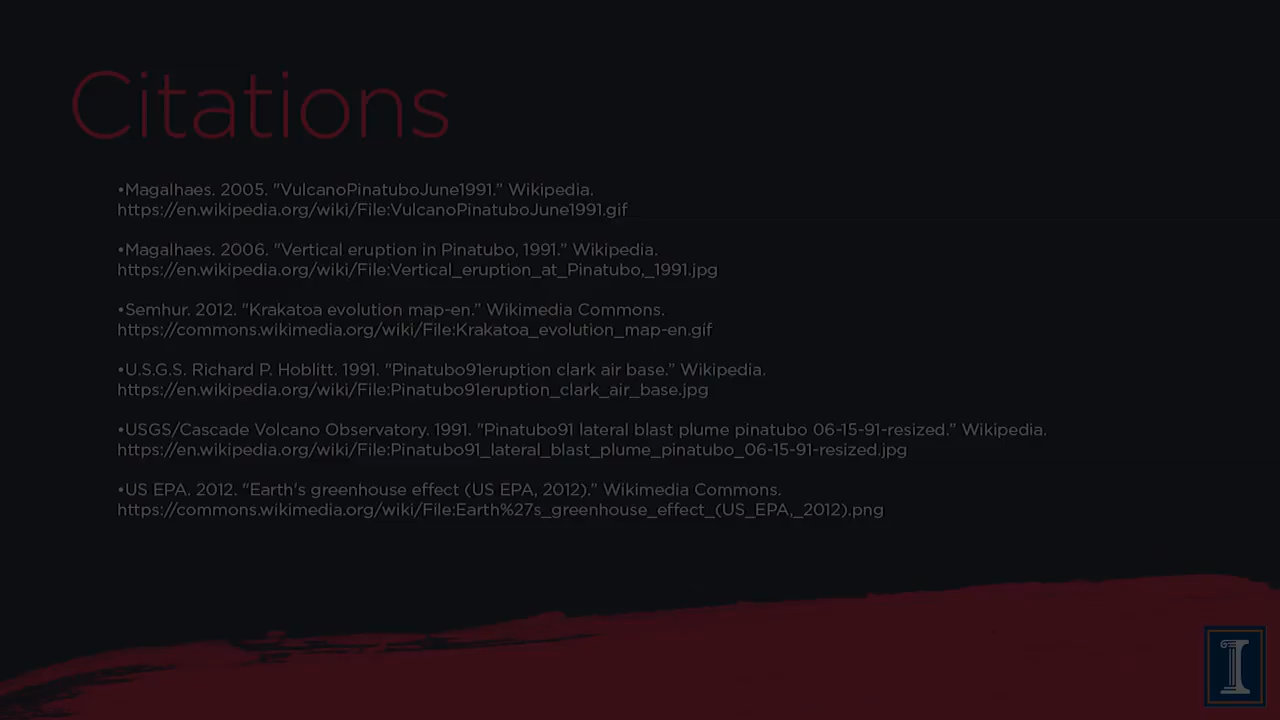 Citations
•Magalhaes. 2005. "VulcanoPinatuboJune1991." Wikipedia.
https://en.wikipedia.org/wiki/File:VulcanoPinatuboJune1991.gif
•Magalhaes. 2006. "Vertical eruption in Pinatubo, 1991." Wikipedia.
https://en.wikipedia.org/wiki/File:Vertical_eruption_at_Pinatubo,_1991.jpg
•Semhur. 2012. "Krakatoa evolution map-en." Wikimedia Commons.
https://commons.wikimedia.org/wiki/File:Krakatoa_evolution_map-en.gif
•U.S.G.S. Richard P. Hoblitt. 1991. "Pinatubo91eruption clark air base." Wikipedia.
https://en.wikipedia.org/wiki/File:Pinatubo91eruption_clark_air_base.jpg
•USGS/Cascade Volcano Observatory. 1991. "Pinatubo91 lateral blast plume pinatubo 06-15-91-resized." Wikipedia.
https://en.wikipedia.org/wiki/File:Pinatubo91_lateral_blast_plume_pinatubo_06-15-91-resized.jpg
•US EPA. 2012. "Earth's greenhouse effect (US EPA, 2012)." Wikimedia Commons.
https://commons.wikimedia.org/wiki/File:Earth%27s_greenhouse_effect_(US_EPA,_2012).png
I